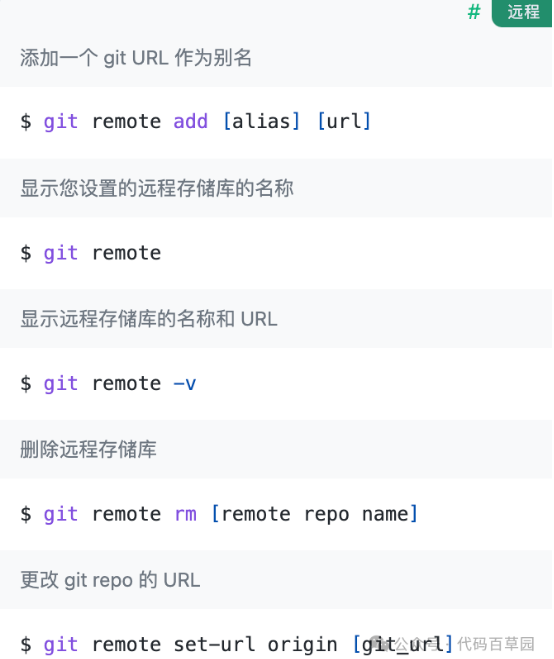 # 远程
添加一个 git URL 作为别名
$ git remote add [alias] [url]
显示您设置的远程存储库的名称
$ git remote
显示远程存储库的名称和 URL
$ git remote -v
删除远程存储库
$ git remote rm [remote repo name]
更改 git repo 的 URL
$ git remote set-url origin [git_url]
公众号 · 代码百草园